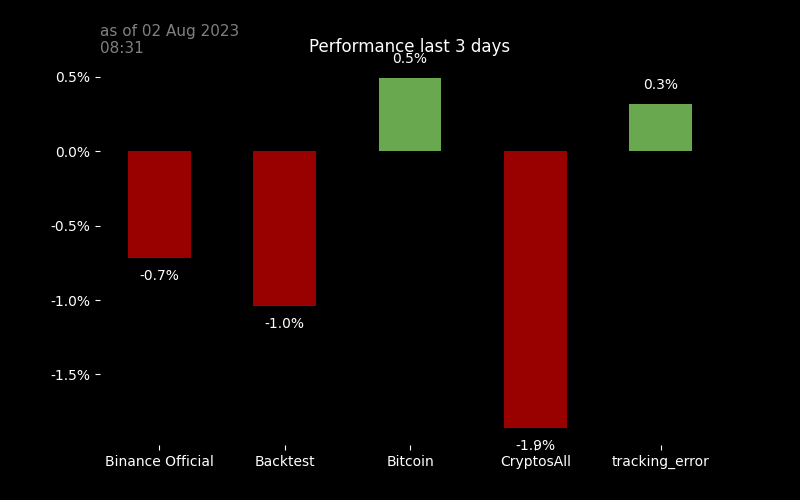 as of 02 Aug 2023
08:31
Performance last 3 days
0.5%
0.0%
-0.5%
-1.0%
-1.5%
-0.7%
-1.0%
0.5%
-1.9%
0.3%
Binance Official
Backtest
Bitcoin
CryptosAll
tracking_error